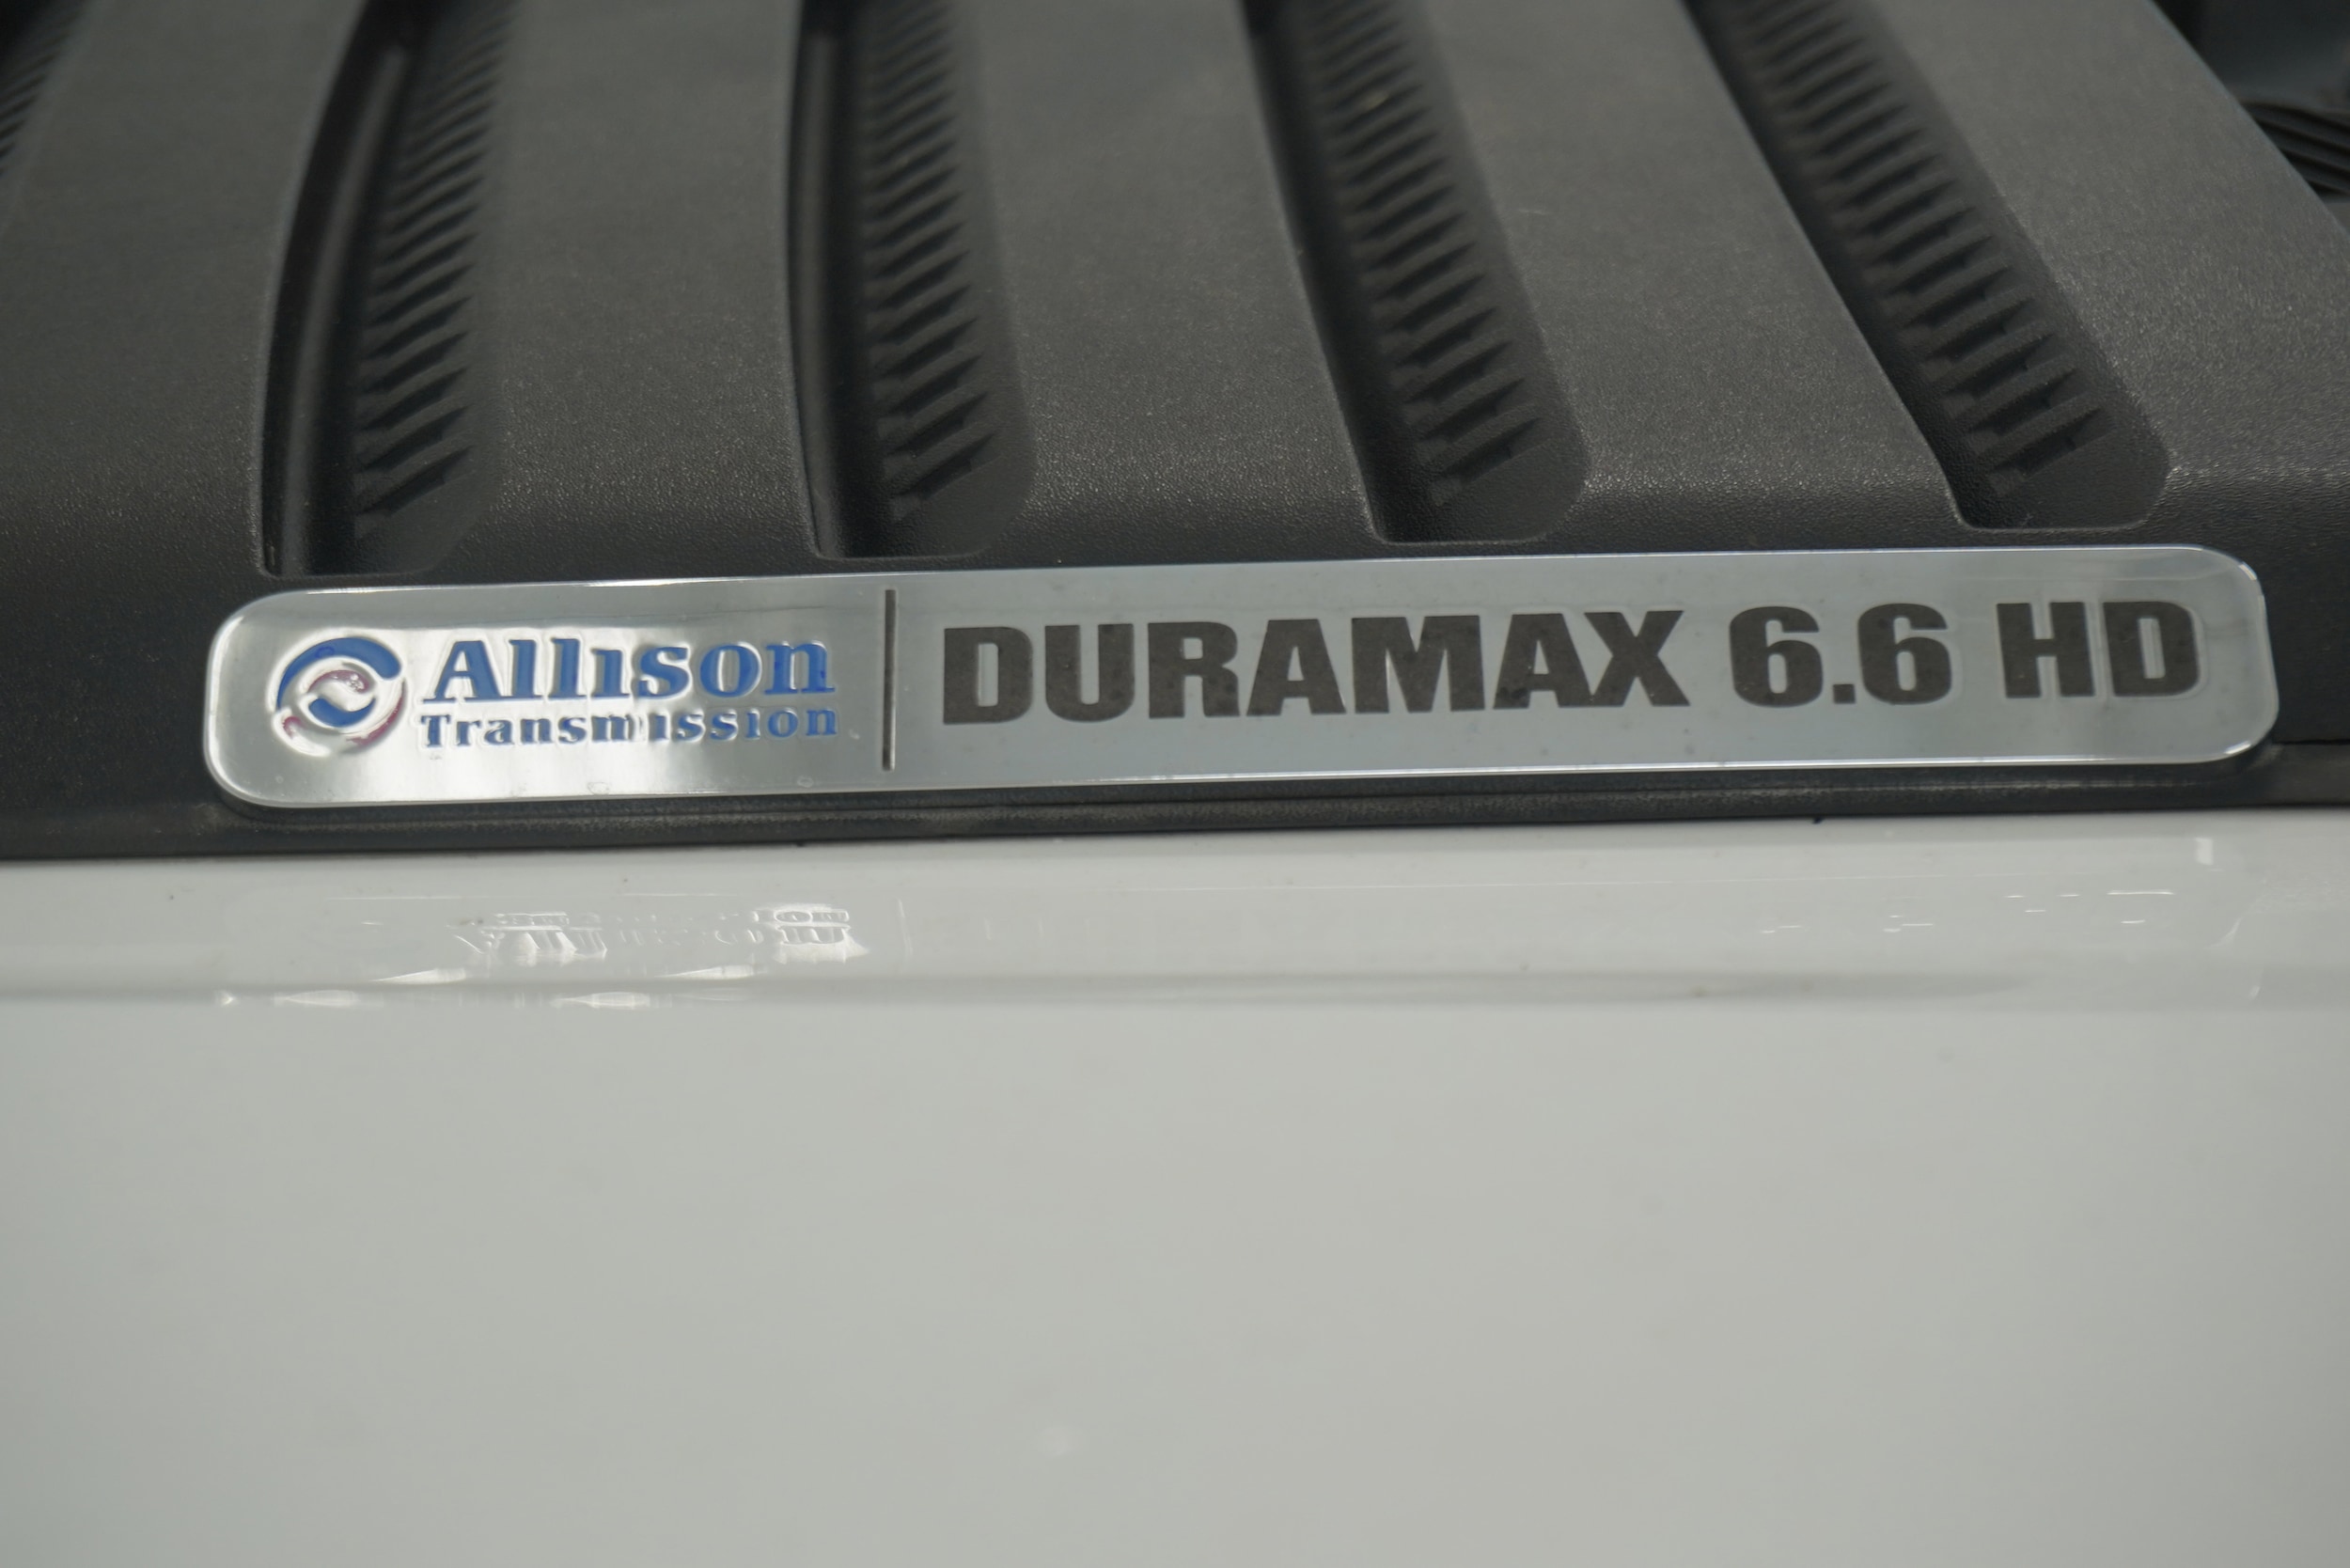 Allison
Transmission
DURAMAX 6.6 HD